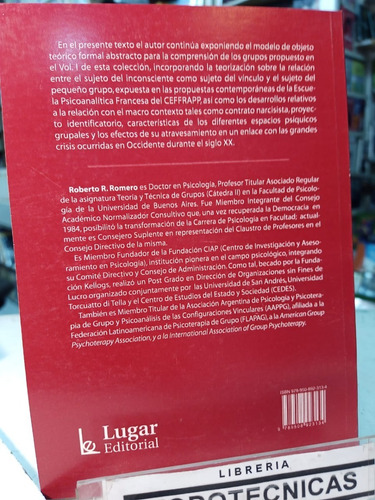 En el presente texto el autor continúa exponiendo el modelo de objeto
teórico formal abstracto para la comprensión de los grupos propuesto en
el Vol. I de esta colección, incorporando la teorización sobre la relación
entre el sujeto del inconsciente como sujeto del vínculo y el sujeto del
pequeño grupo, expuesta en las propuestas contemporáneas de la Escue-
la Psicoanalítica Francesa del CEFFRAPP, así como los desarrollos relativos
a la relación con el macro contexto tales como contrato narcisista, proyec-
to identificatorio, características de los diferentes espacios psíquicos
grupales y los efectos de su atravesamiento en un enlace con las grandes
crisis ocurridas en Occidente durante el siglo XX.
Roberto R. Romero es Doctor en Psicología, Profesor Titular Asociado Regular
de la asignatura Teoría y Técnica de Grupos (Cátedra II) en la Facultad de Psicolo-
gía de la Universidad de Buenos Aires. Fue Miembro Integrante del Consejo
Académico Normalizador Consultivo que, una vez recuperada la Democracia en
1984, posibilitó la transformación de la Carrera de Psicología en Facultad; actual-
mente es Consejero Suplente en representación del Claustro de Profesores en el
Consejo Directivo de la misma.
Es Miembro Fundador de la Fundación CIAP (Centro de Investigación y Aseso-
ramiento en Psicología), institución pionera en el campo psicológico, integrando
su Comité Directivo y Consejo de Administración. Como tal, becado por la Funda-
ción Kellogs, realizó un Post Grado en Dirección de Organizaciones sin Fines de
Lucro organizado conjuntamente por las Universidad de San Andrés, Universidad
Torcuatto di Tella y el Centro de Estudios del Estado y Sociedad (CEDES).
También es Miembro Titular de la Asociación Argentina de Psicología y Psicotera-
pia de Grupo y Psicoanálisis de las Configuraciones Vinculares (AAPPG), afiliada a la
Federación Latinoamericana de Psicoterapia de Grupo (FLAPAG), a la American Group
Psychotherapy Association, y a la International Association of Group Psychotherapy.
ISBN 978-950-892-313-4
9 789508 923134
Lugar
Editorial
LIBRERIA